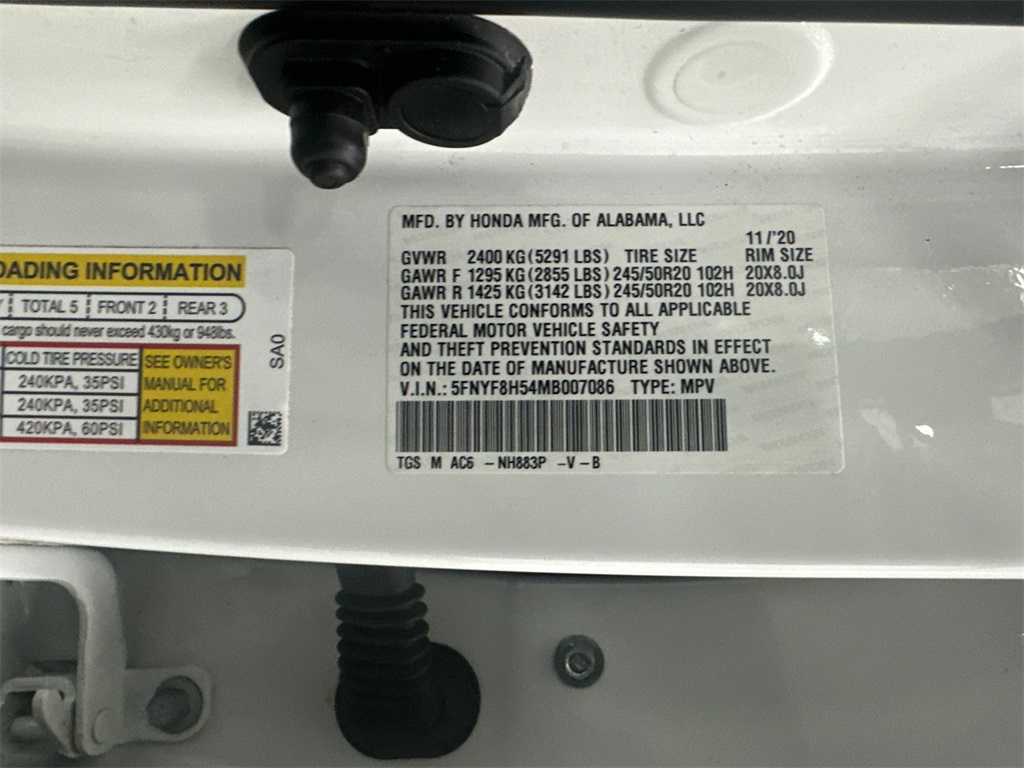 OADING INFORMATION
TOTAL 5 FRONT 2 REAR 3
cargo should never exceed 430kg or 948lbs.
COLD TIRE PRESSURE
240KPA, 35PSI
240KPA, 35PSI
420KPA, 60PSI
SEE OWNER'S
MANUAL FOR
ADDITIONAL
INFORMATION
SA0
MFD. BY HONDA MFG. OF ALABAMA, LLC
11/'20
GVWR 2400 KG (5291 LBS) TIRE SIZE RIM SIZE
GAWR F 1295 KG (2855 LBS) 245/50R20 102H 20X8.0J
GAWR R 1425 KG (3142 LBS) 245/50R20 102H 20X8.0J
THIS VEHICLE CONFORMS TO ALL APPLICABLE
FEDERAL MOTOR VEHICLE SAFETY
AND THEFT PREVENTION STANDARDS IN EFFECT
ON THE DATE OF MANUFACTURE SHOWN ABOVE.
V.I.N.: 5FNYF8H54MB007086 TYPE: MPV
TGS M AC6 -NH883P -V-B